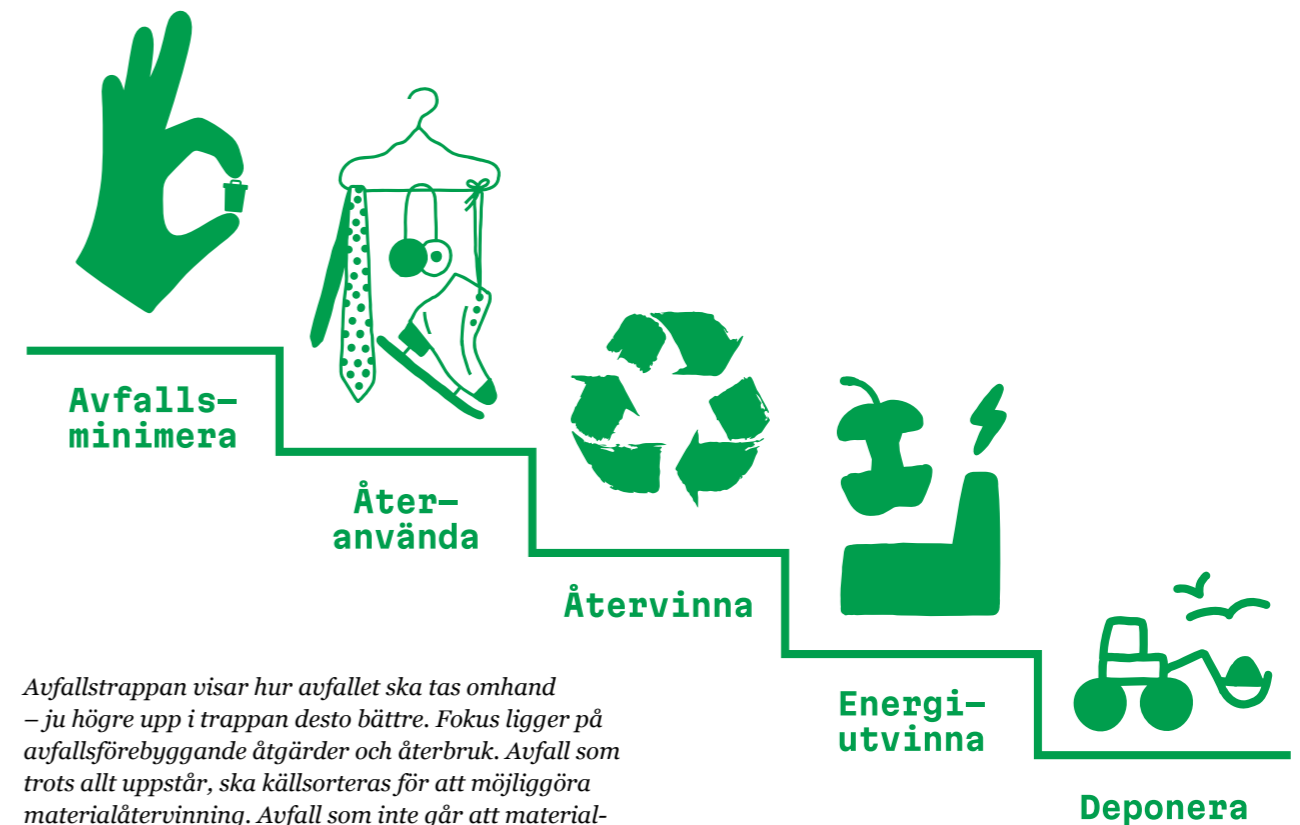 Avfalls–
minimera
Åter–
använda
Återvinna
Energi–
utvinna
Deponera
Avfallstrappan visar hur avfallet ska tas omhand
– ju högre upp i trappan desto bättre. Fokus ligger på
avfallsförebyggande åtgärder och återbruk. Avfall som
trots allt uppstår, ska källsorteras för att möjliggöra
materialåtervinning. Avfall som inte går att material-